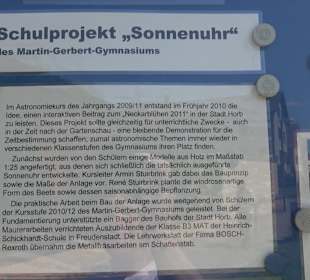 Schulprojekt „Sonnenuhr“
des Martin-Gerbert-Gymnasiums
Im Astronomiekurs des Jahrgangs 2009/11 entstand im Frühjahr 2010 die
Idee, einen interaktiven Beitrag zum „Neckarblühen 2011“ in der Stadt Horb
zu leisten. Dieses Projekt sollte gleichzeitig für unterrichtliche Zwecke - auch
in der Zeit nach der Gartenschau - eine bleibende Demonstration für die
Zeitbestimmung schaffen, zumal astronomische Themen immer wieder in
verschiedenen Klassenstufen des Gymnasiums ihren Platz finden.
Zunächst wurden von den Schülern einige Modelle aus Holz im Maßstab
1:25 angefertigt, aus denen sich schließlich die tatsächlich ausgeführte
Sonnenuhr entwickelte. Kursleiter Armin Sturbrink gab dabei das Bauprinzip
sowie die Maße der Anlage vor. René Sturbrink plante die windrosenartige
Form des Beets sowie dessen saisonabhängige Bepflanzung.
Die praktische Arbeit beim Bau der Anlage wurde weitgehend von Schülern
der Kursstufe 2010/12 des Martin-Gerbert-Gymnasiums geleistet. Bei der
Fundamentierung unterstützte ein Bagger des Bauhofs der Stadt Horb. Alle
Maurerarbeiten verrichteten Auszubildende der Klasse B3 MAT der Heinrich-
Schickhardt-Schule in Freudenstadt. Die Lehrwerkstatt der Firma BOSCH-
Rexroth übernahm die Metallfräsarbeiten am Schattenstab.